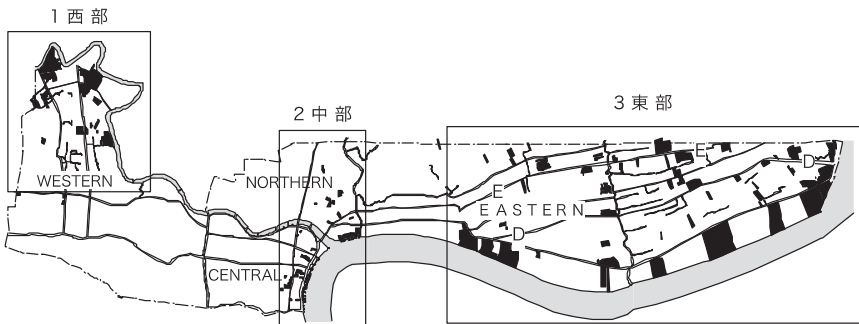 1 西部
2 中部
3 東部
WESTERN
NORTHERN
EASTERN
CENTRAL
E
E
D
D